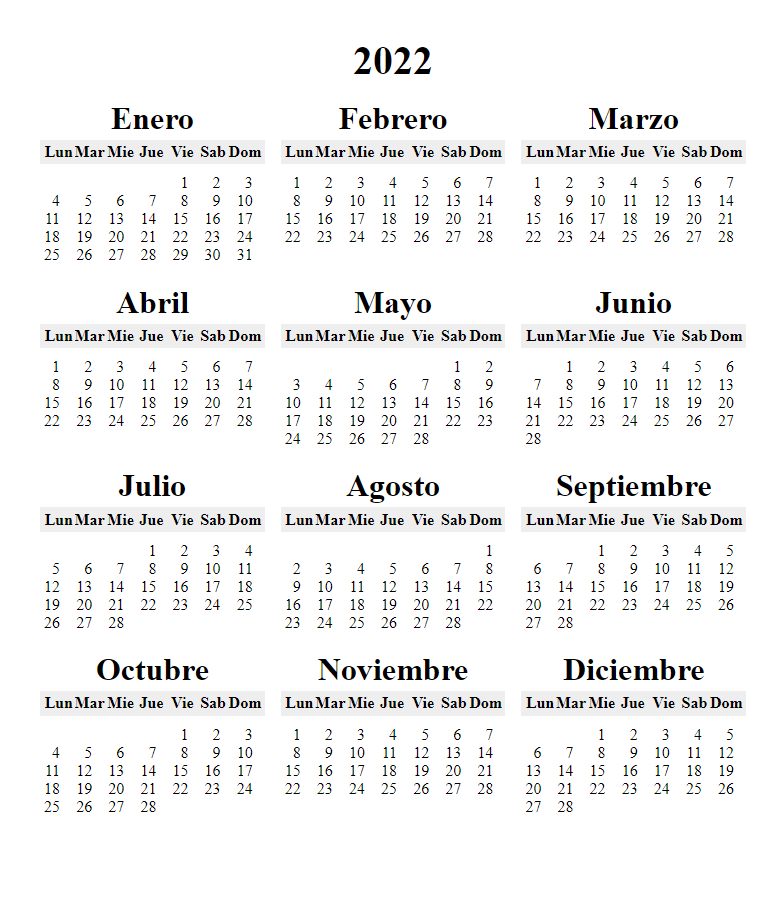 2022
Enero Febrero Marzo
Lun Mar Mie Jue Vie Sab Dom Lun Mar Mie Jue Vie Sab Dom Lun Mar Mie Jue Vie Sab Dom
1 2 3 1 2 3 4 5 6 7 1 2 3 4 5 6 7
4 5 6 7 8 9 10 8 9 10 11 12 13 14 8 9 10 11 12 13 14
11 12 13 14 15 16 17 15 16 17 18 19 20 21 15 16 17 18 19 20 21
18 19 20 21 22 23 24 22 23 24 25 26 27 28 22 23 24 25 26 27 28
25 26 27 28 29 30 31
Abril Mayo Junio
Lun Mar Mie Jue Vie Sab Dom Lun Mar Mie Jue Vie Sab Dom Lun Mar Mie Jue Vie Sab Dom
1 2 3 4 5 6 7 1 2 1 2 3 4 5 6
8 9 10 11 12 13 14 3 4 5 6 7 8 9 7 8 9 10 11 12 13
15 16 17 18 19 20 21 10 11 12 13 14 15 16 14 15 16 17 18 19 20
22 23 24 25 26 27 28 17 18 19 20 21 22 23 21 22 23 24 25 26 27
24 25 26 27 28 28
Julio Agosto Septiembre
Lun Mar Mie Jue Vie Sab Dom Lun Mar Mie Jue Vie Sab Dom Lun Mar Mie Jue Vie Sab Dom
1 2 3 4 1 1 2 3 4 5
5 6 7 8 9 10 11 2 3 4 5 6 7 8 6 7 8 9 10 11 12
12 13 14 15 16 17 18 9 10 11 12 13 14 15 13 14 15 16 17 18 19
19 20 21 22 23 24 25 16 17 18 19 20 21 22 20 21 22 23 24 25 26
26 27 28 23 24 25 26 27 28 27 28
Octubre Noviembre Diciembre
Lun Mar Mie Jue Vie Sab Dom Lun Mar Mie Jue Vie Sab Dom Lun Mar Mie Jue Vie Sab Dom
1 2 3 1 2 3 4 5 6 7 1 2 3 4 5
4 5 6 7 8 9 10 8 9 10 11 12 13 14 6 7 8 9 10 11 12
11 12 13 14 15 16 17 15 16 17 18 19 20 21 13 14 15 16 17 18 19
18 19 20 21 22 23 24 22 23 24 25 26 27 28 20 21 22 23 24 25 26
25 26 27 28 27 28